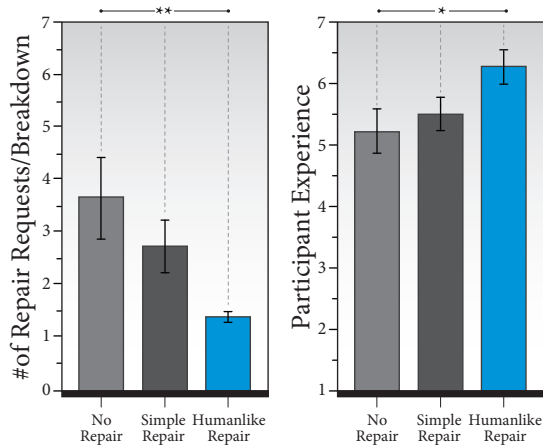 **
7
6
5
4
3
2
1
0
#of Repair Requests/Breakdown
No
Repair
Simple
Repair
Humanlike
Repair
*
7
6
5
4
3
2
1
Participant Experience
No
Repair
Simple
Repair
Humanlike
Repair